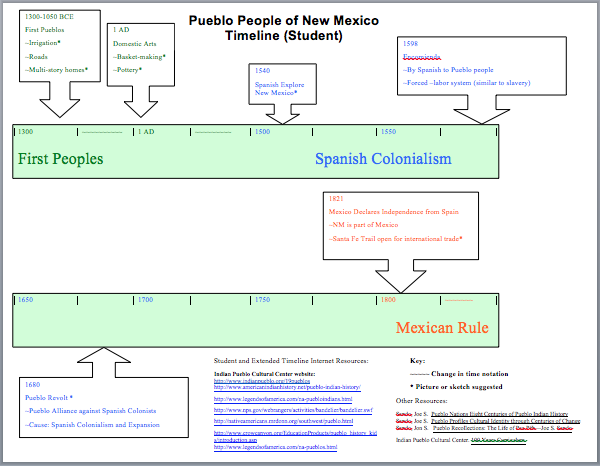 Pueblo People of New Mexico
Timeline (Student)
1300-1050 BCE
First Pueblos
~Irrigation*
~Roads
~Multi-story homes*
1 AD
Domestic Arts
~Basket-making*
~Pottery*
1540
Spanish Explore
New Mexico*
1598
Encomienda
~By Spanish to Pueblo people
~Forced –labor system (similar to slavery)
1300 ~~~~~~~ 1 AD ~~~~~~~ 1500 1550
First Peoples Spanish Colonialism
1821
Mexico Declares Independence from Spain
~NM is part of Mexico
~Santa Fe Trail open for international trade*
1650 1700 1750 1800
Mexican Rule
1680
Pueblo Revolt *
~Pueblo Alliance against Spanish Colonists
~Cause: Spanish Colonialism and Expansion
Student and Extended Timeline Internet Resources:
Indian Pueblo Cultural Center website:
http://www.indianpueblo.org/19pueblos
http://www.americanindianhistory.net/pueblo-indian-history/
http://www.legendsofamerica.com/na-puebloindians.html
http://www.nps.gov/webrangers/activities/bandelier/bandelier.swf
http://nativeamericans.mrdonn.org/southwest/pueblo.html
http://www.crowcanyon.org/EducationProducts/pueblo_history_kids/introduction.asp
http://www.legendsofamerica.com/na-pueblos.html
Key:
~~~~~ Change in time notation
* Picture or sketch suggested
Other Resources:
Sando, Joe S. Pueblo Nations Eight Centuries of Pueblo Indian History
Sando, Joe S. Pueblo Profiles Cultural Identity through Centuries of Change
Sando, Jon S. Pueblo Recollections: The Life of –Joe S. Sando
Indian Pueblo Cultural Center,